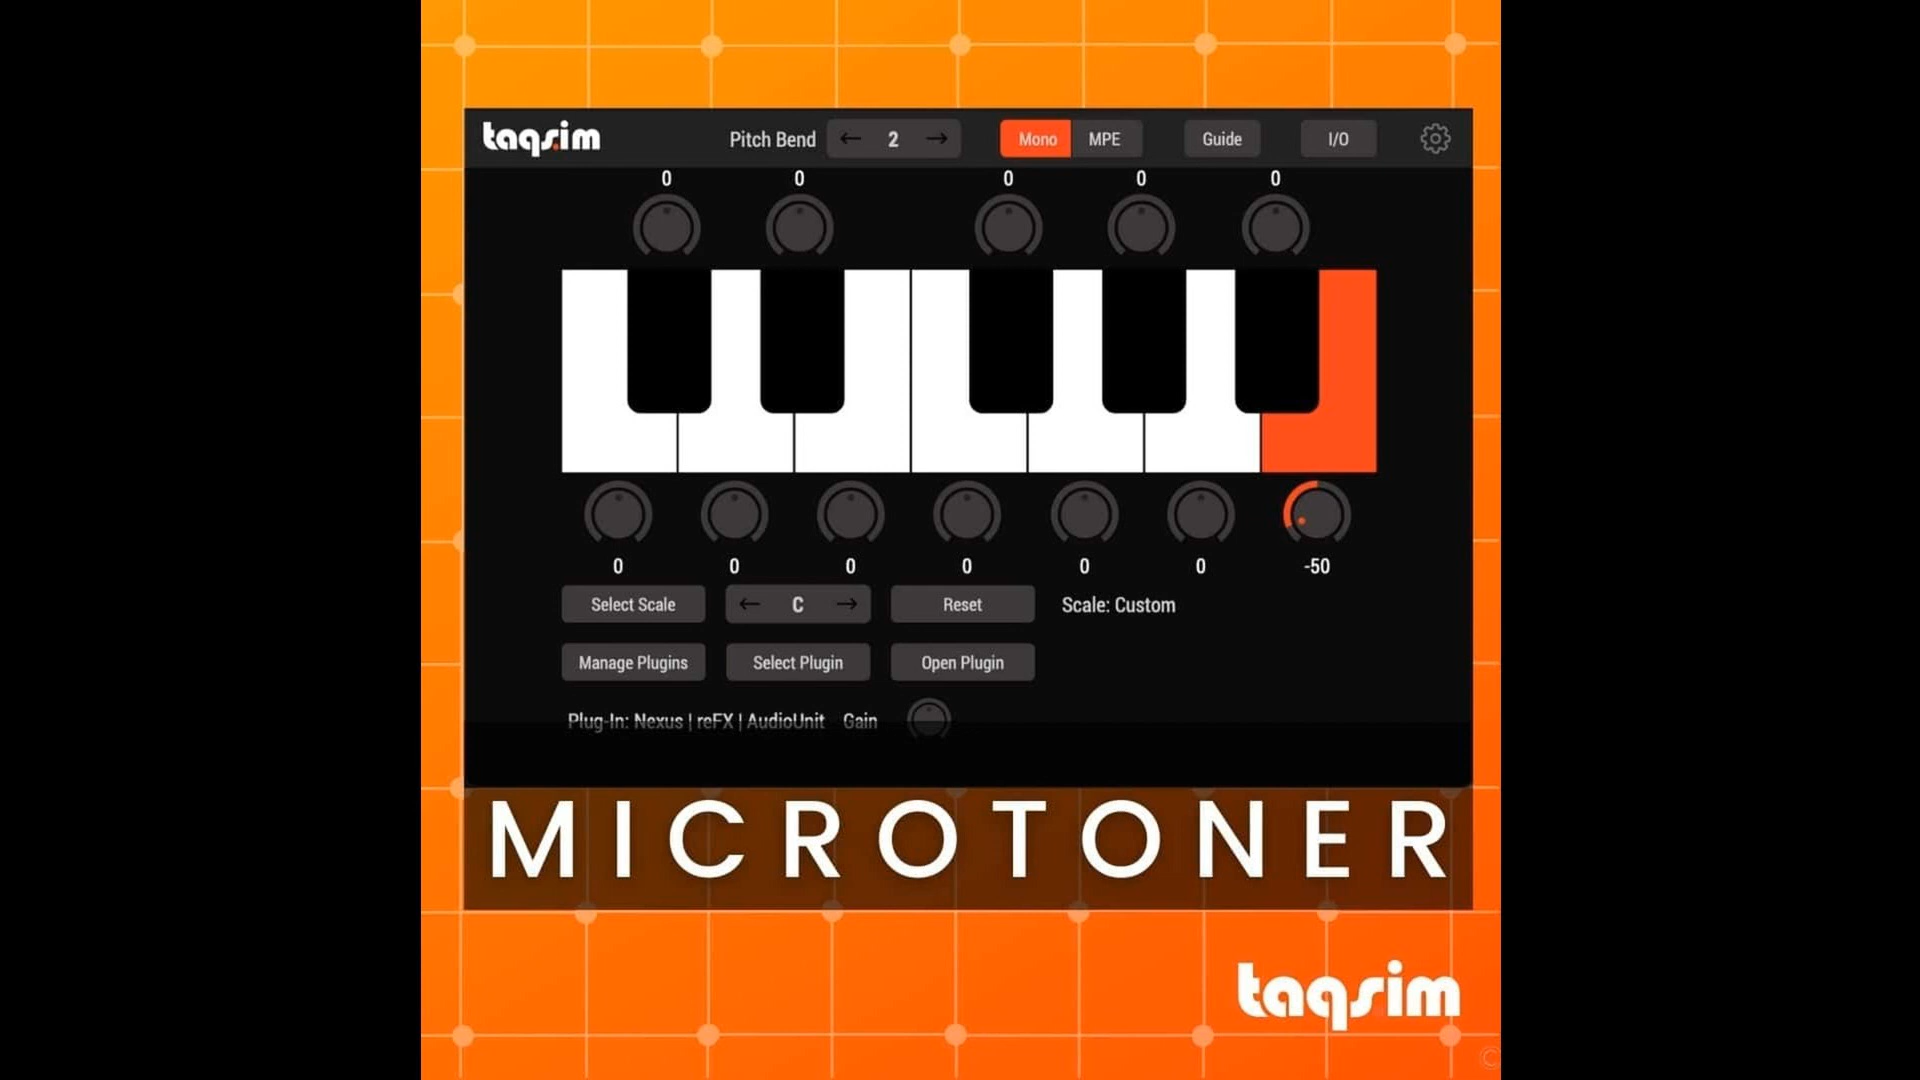 taqsim Pitch Bend ← 2 → Mono MPE Guide I/O
0 0 0 0 0
0 0 0 0 0 0 -50
Select Scale ← C → Reset Scale: Custom
Manage Plugins Select Plugin Open Plugin
Plug-In: Nexus | reFX | AudioUnit Gain
MICROTONER
taqsim
©